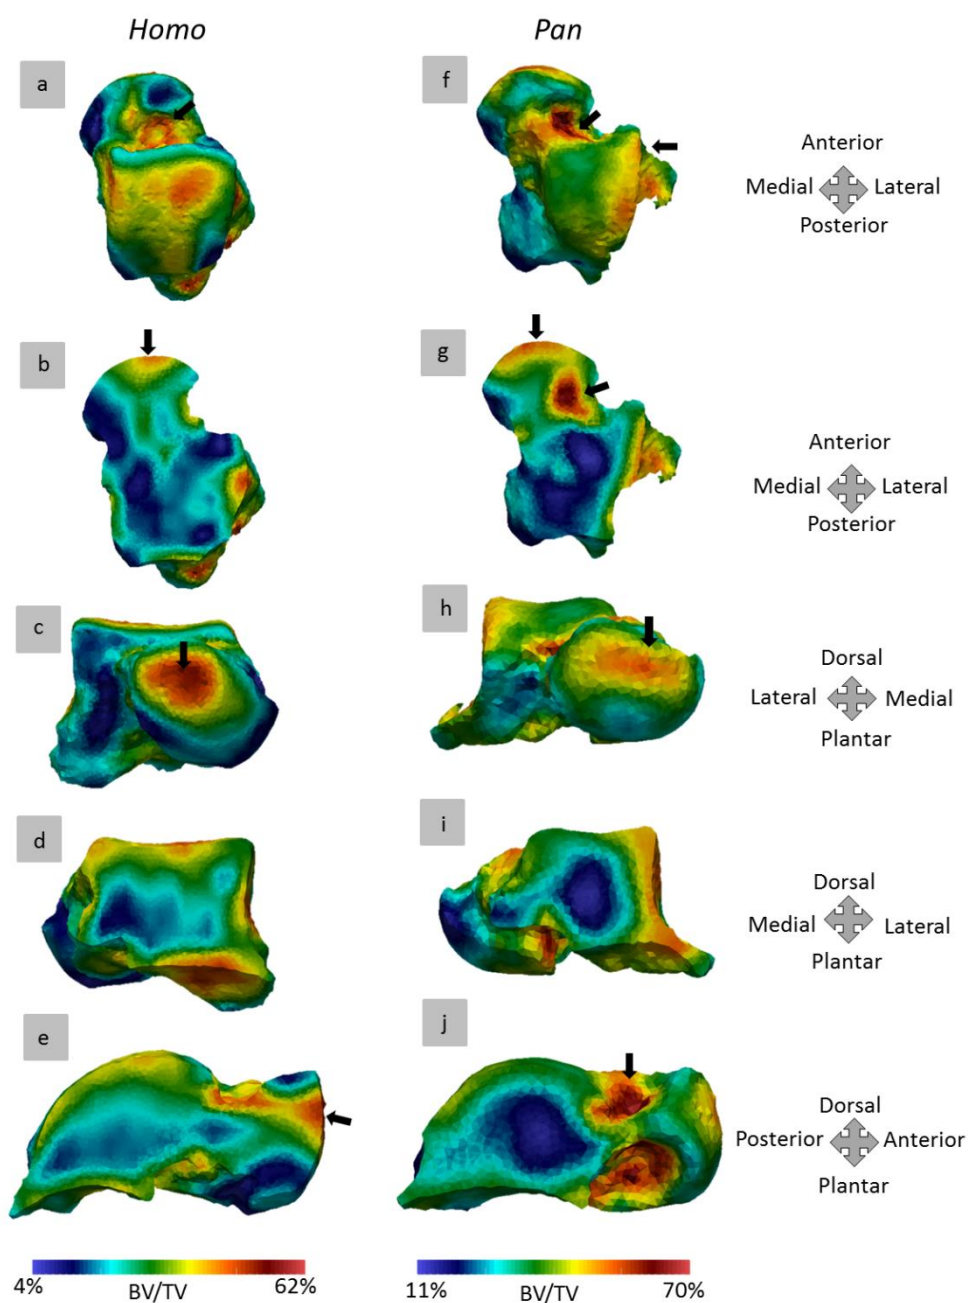 Homo
Pan
a
f
Anterior
Medial
Lateral
Posterior
b
g
Anterior
Medial
Lateral
Posterior
c
h
Dorsal
Lateral
Medial
Plantar
d
i
Dorsal
Medial
Lateral
Plantar
e
j
Dorsal
Posterior
Anterior
Plantar
4%
BV/TV
62%
11%
BV/TV
70%